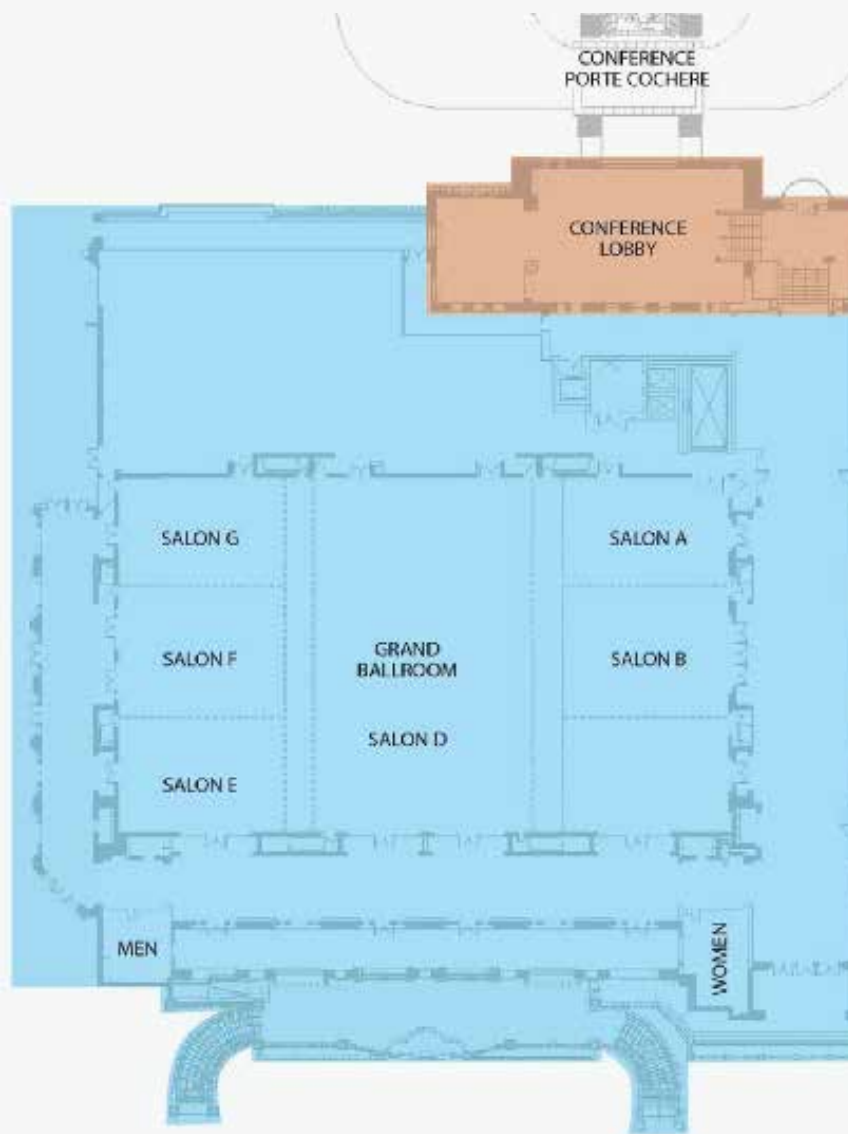 CONFERENCE
PORTE COCHERE
CONFERENCE
LOBBY
SALON G
SALON A
SALON F
GRAND
BALLROOM
SALON B
SALON D
SALON E
MEN
WOMEN